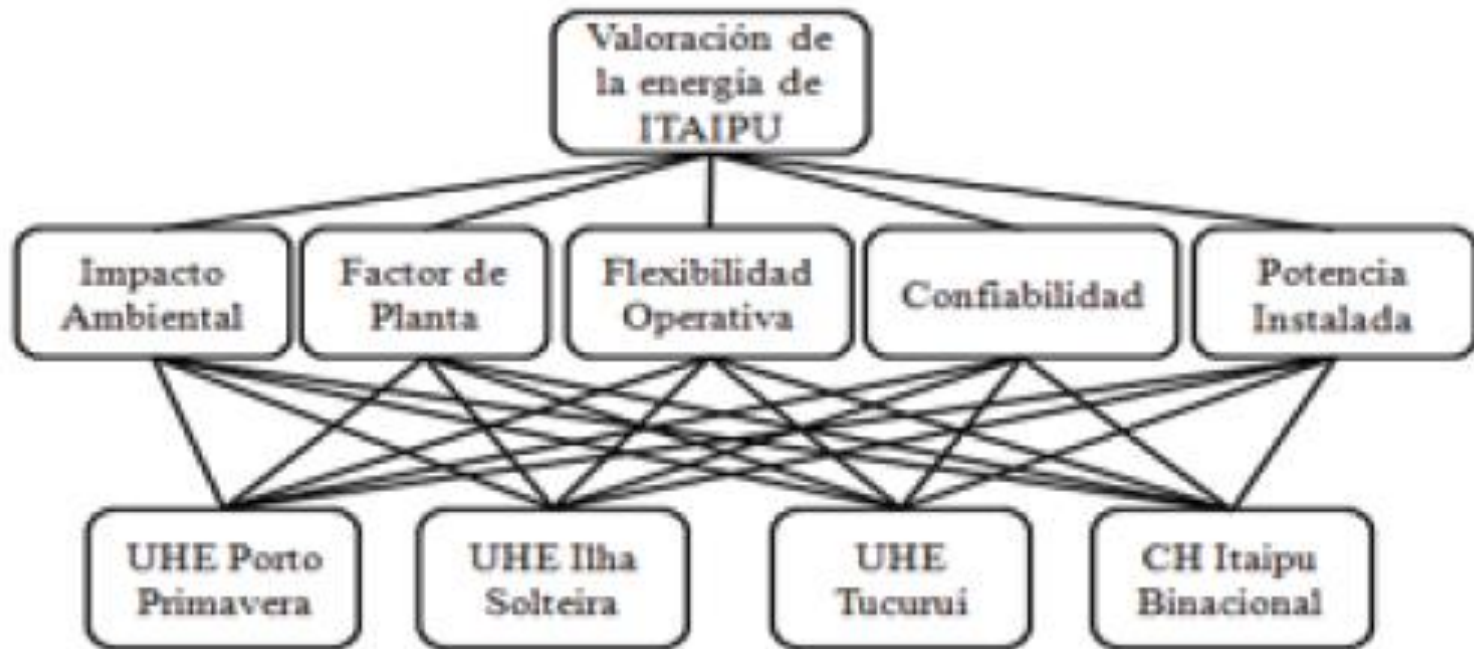 Valoración de
la energía de
ITAIPU
Impacto
Ambiental
Factor de
Planta
Flexibilidad
Operativa
Confiabilidad
Potencia
Instalada
UHE Porto
Primavera
UHE Ilha
Solteira
UHE
Tucuruí
CH Itaipu
Binacional